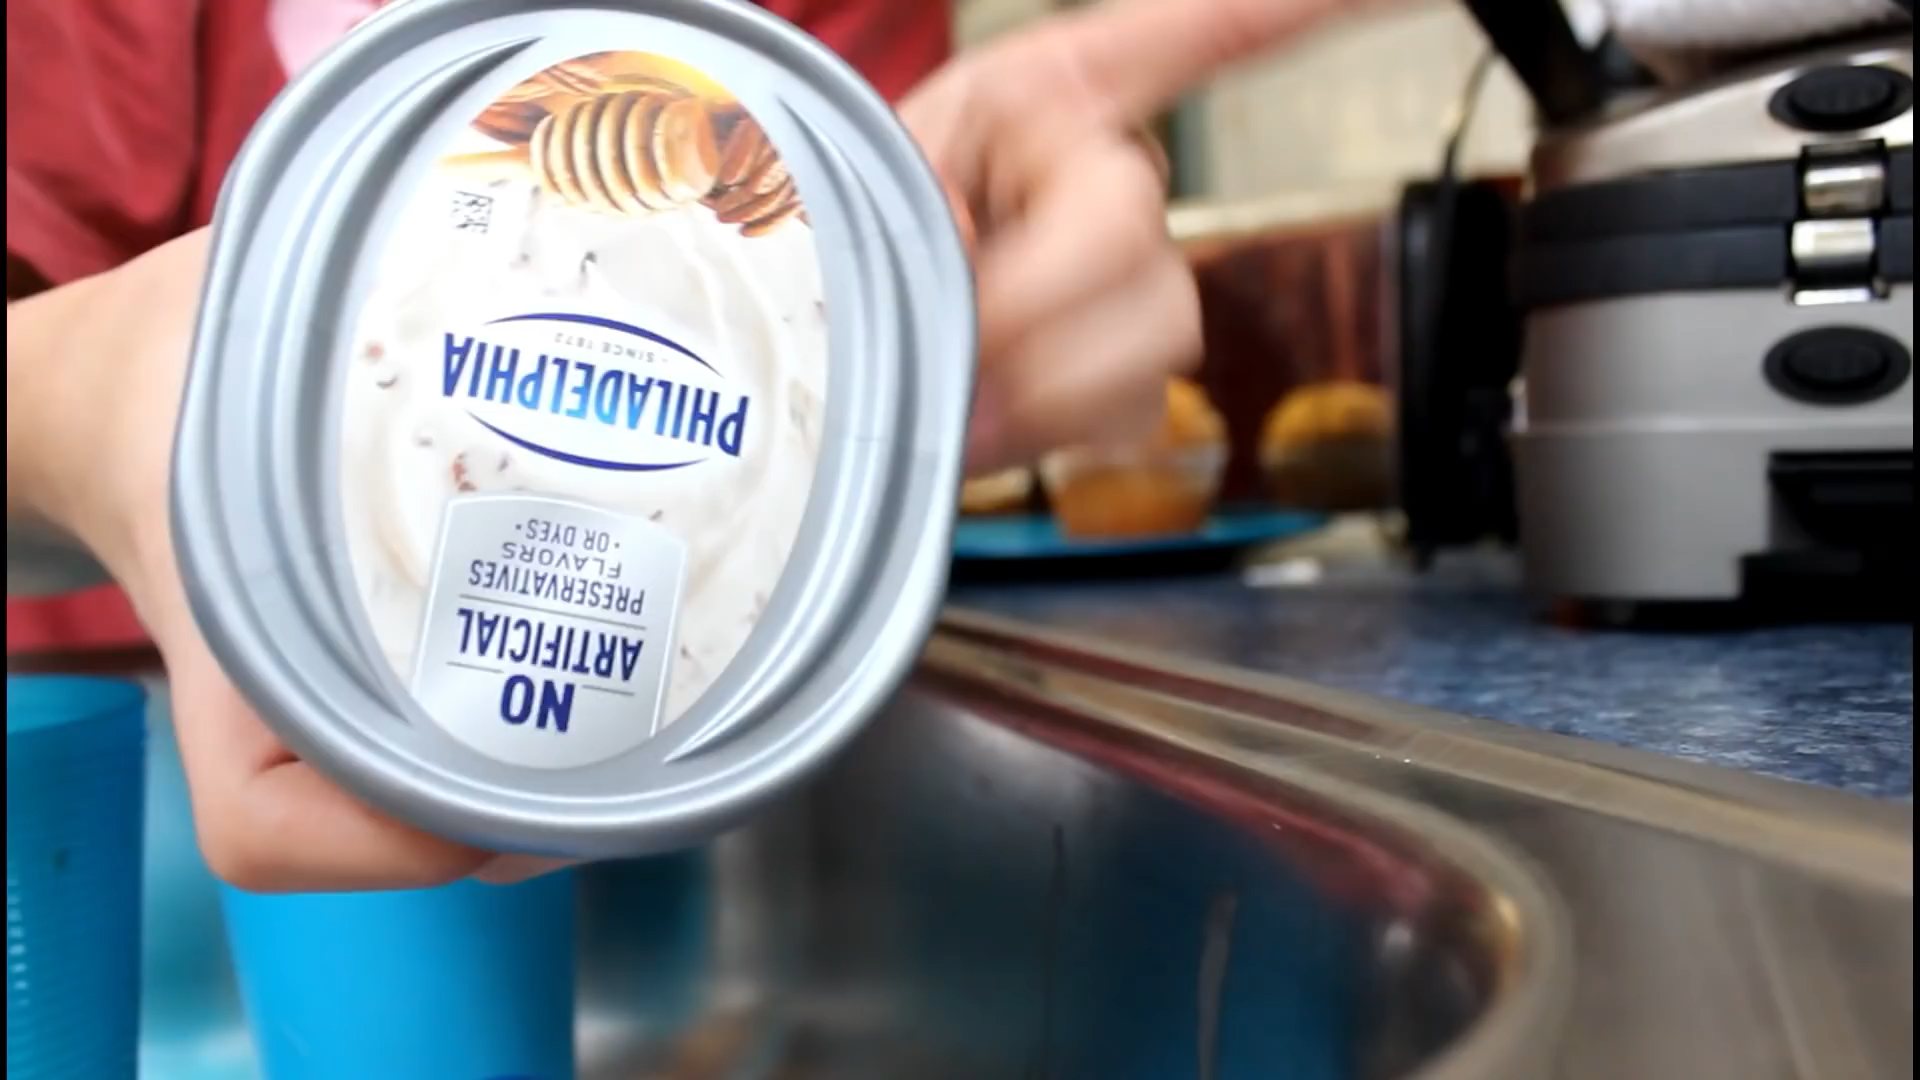 PHILADELPHIA
• SINCE 1872
NO
ARTIFICIAL
PRESERVATIVES
FLAVORS
• OR DYES •